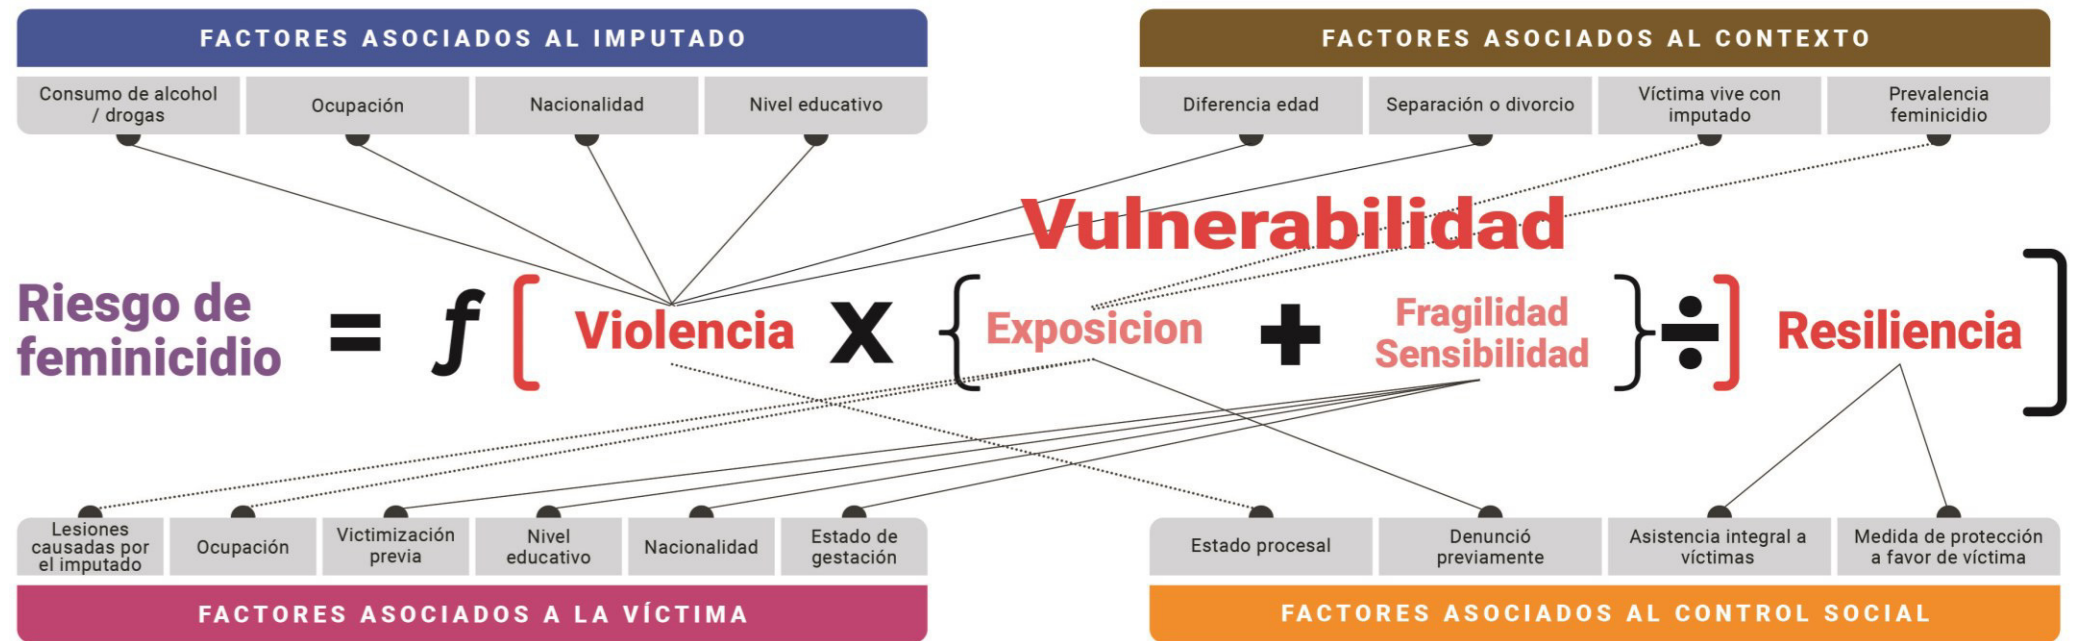 FACTORES ASOCIADOS AL IMPUTADO
Consumo de alcohol
/ drogas
Ocupación
Nacionalidad
Nivel educativo
FACTORES ASOCIADOS AL CONTEXTO
Diferencia edad
Separación o divorcio
Víctima vive con
imputado
Prevalencia
feminicidio
Vulnerabilidad
Riesgo de
feminicidio
= ƒ [ Violencia X { Exposicion + Fragilidad
Sensibilidad } ÷ ] Resiliencia ]
Lesiones
causadas por
el imputado
Ocupación
Victimización
previa
Nivel
educativo
Nacionalidad
Estado de
gestación
FACTORES ASOCIADOS A LA VÍCTIMA
Estado procesal
Denunció
previamente
Asistencia integral a
víctimas
Medida de protección
a favor de víctima
FACTORES ASOCIADOS AL CONTROL SOCIAL